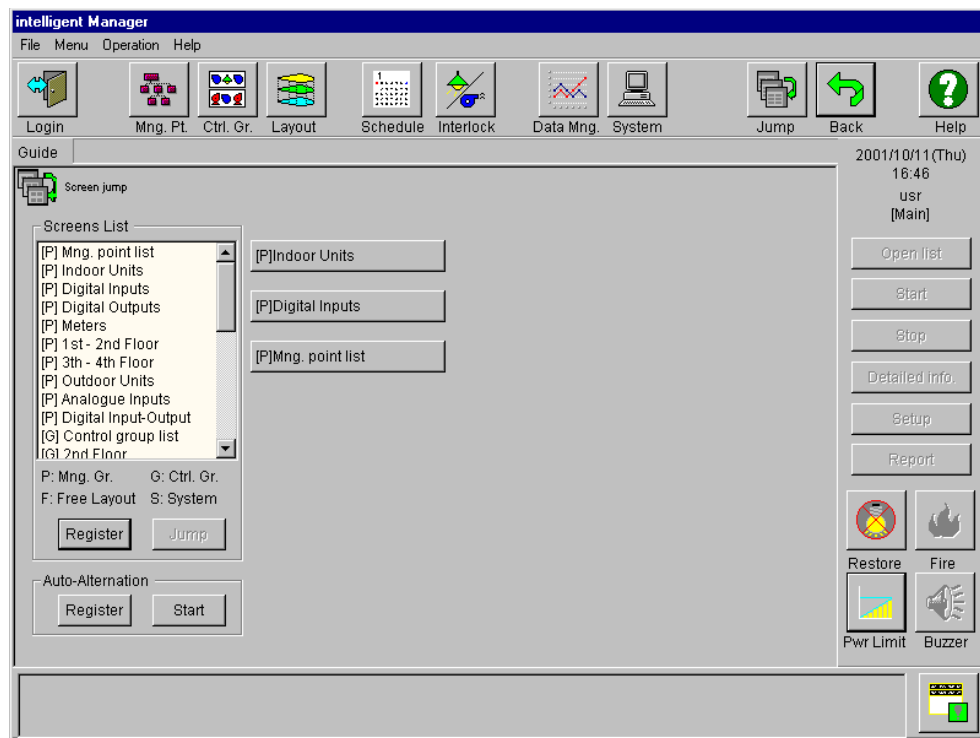 intelligent Manager
File Menu Operation Help
Login Mng. Pt. Ctrl. Gr. Layout Schedule Interlock Data Mng. System Jump Back Help
Guide
Screen jump
Screens List
[P] Mng. point list
[P] Indoor Units
[P] Digital Inputs
[P] Digital Outputs
[P] Meters
[P] 1st - 2nd Floor
[P] 3th - 4th Floor
[P] Outdoor Units
[P] Analogue Inputs
[P] Digital Input-Output
[G] Control group list
[G] 2nd Floor
P: Mng. Gr. G: Ctrl. Gr.
F: Free Layout S: System
Register Jump
Auto-Alternation
Register Start
[P]Indoor Units
[P]Digital Inputs
[P]Mng. point list
2001/10/11(Thu)
16:46
usr
[Main]
Open list
Start
Stop
Detailed info.
Setup
Report
Restore Fire
Pwr Limit Buzzer